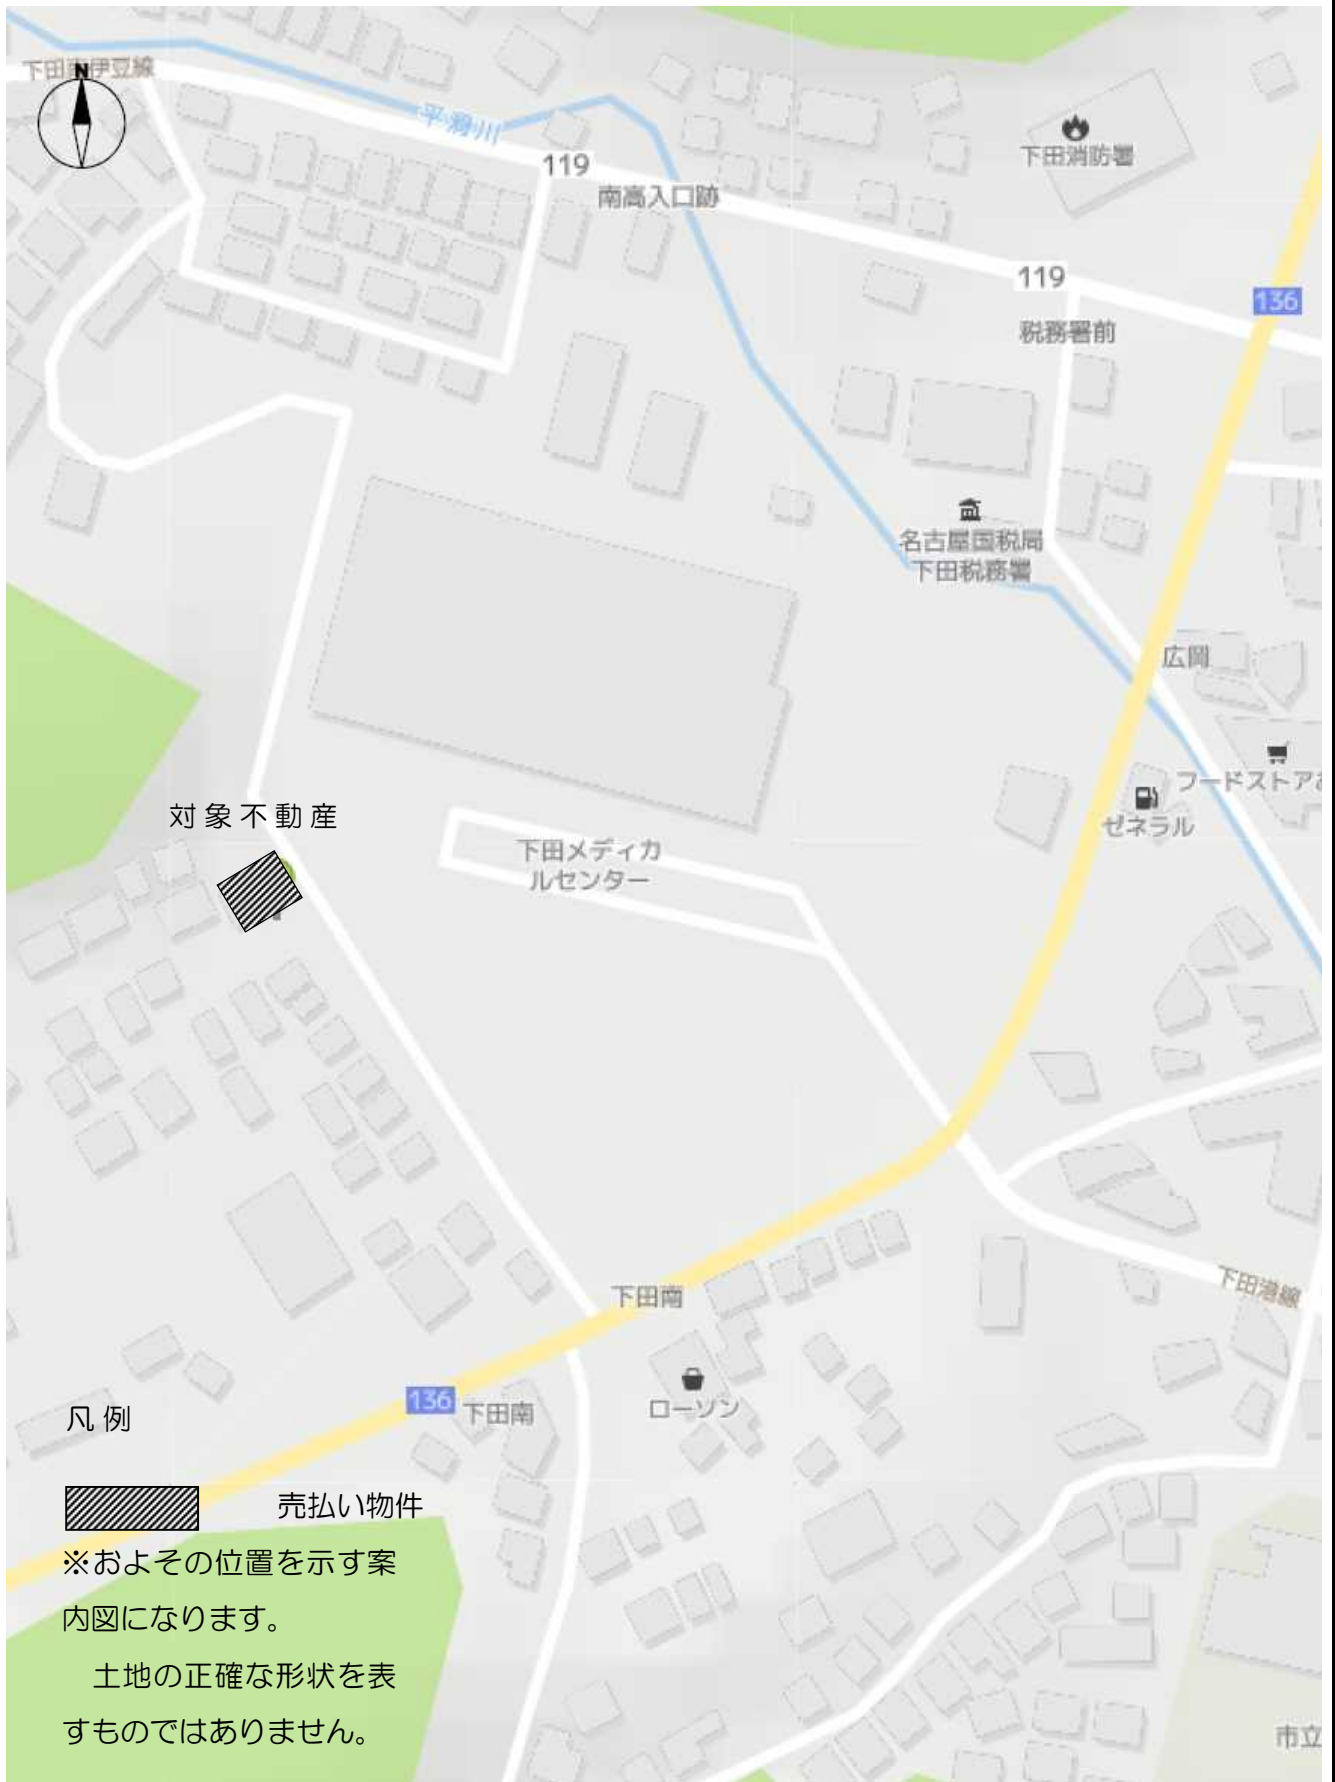 下田南伊豆線
N
平滑川
119
南高入口跡
下田消防署
119
136
税務署前
名古屋国税局
下田税務署
広岡
フードストアあ
ゼネラル
対象不動産
下田メディカ
ルセンター
下田南
下田港線
ローソン
136
下田南
凡例
売払い物件
※およその位置を示す案
内図になります。
土地の正確な形状を表
すものではありません。
市立